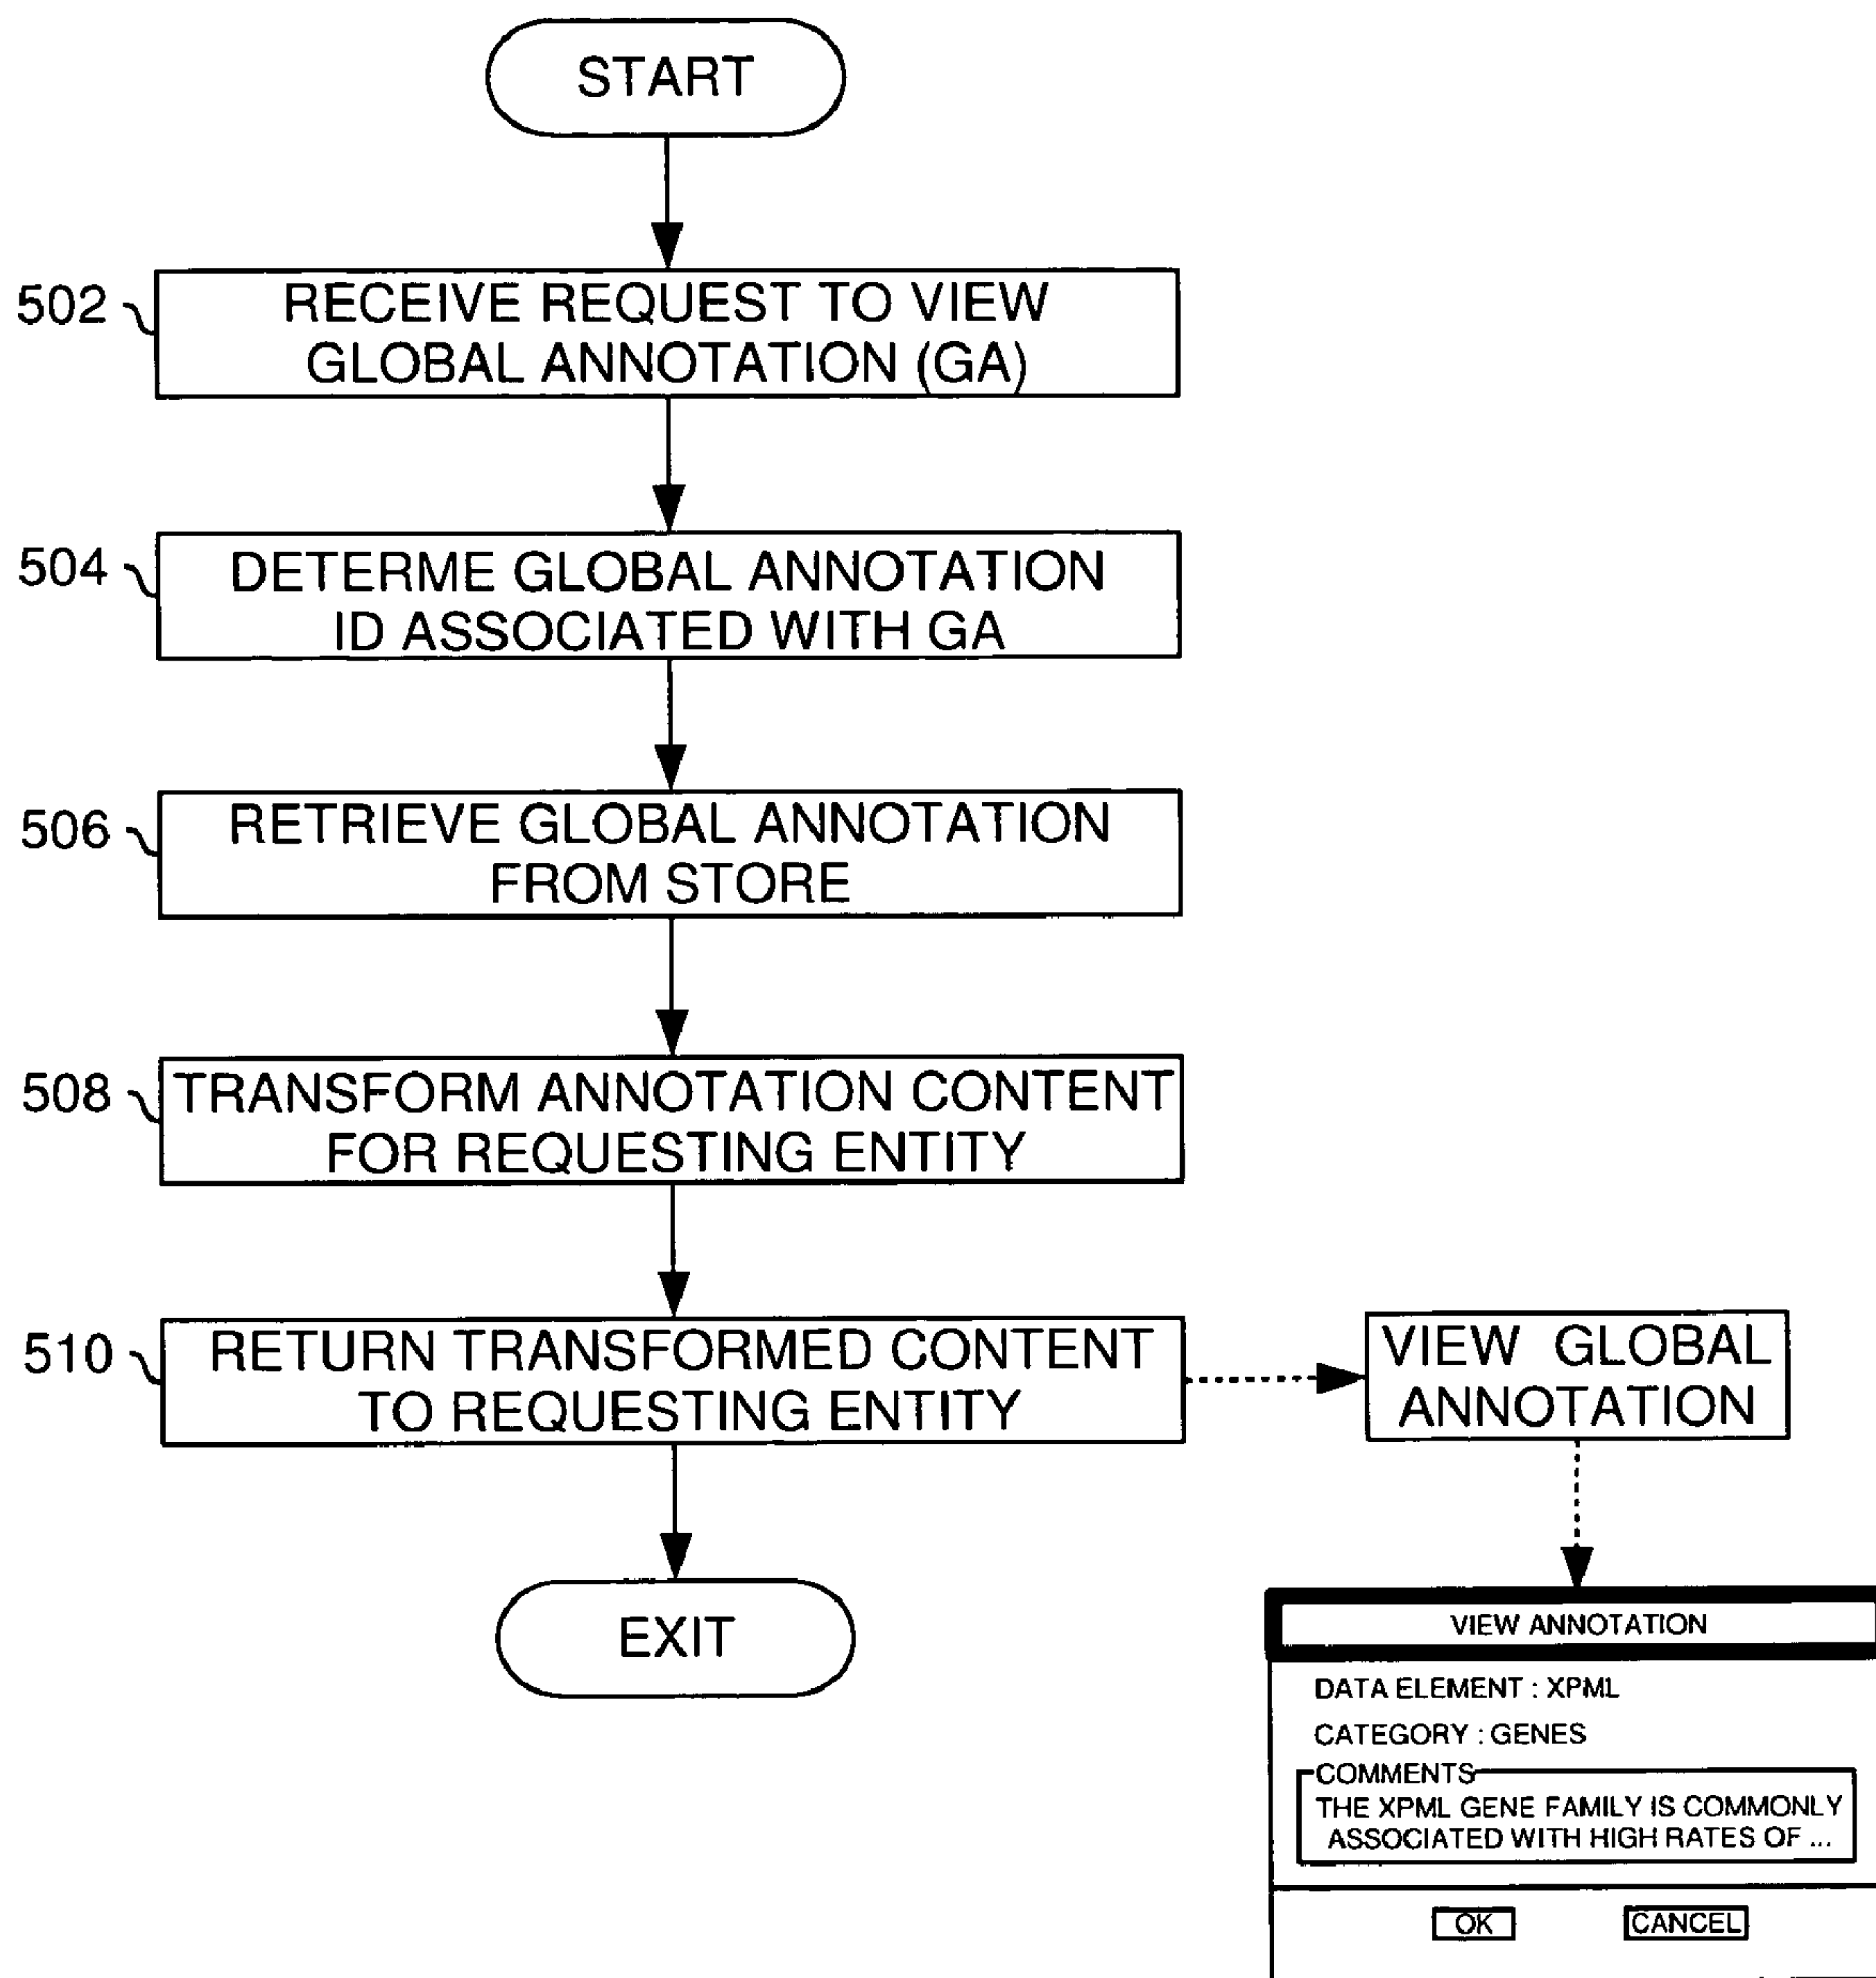 START
502
RECEIVE REQUEST TO VIEW
GLOBAL ANNOTATION (GA)
504
DETERME GLOBAL ANNOTATION
ID ASSOCIATED WITH GA
506
RETRIEVE GLOBAL ANNOTATION
FROM STORE
508
TRANSFORM ANNOTATION CONTENT
FOR REQUESTING ENTITY
510
RETURN TRANSFORMED CONTENT
TO REQUESTING ENTITY
VIEW GLOBAL
ANNOTATION
EXIT
VIEW ANNOTATION
DATA ELEMENT : XPML
CATEGORY : GENES
COMMENTS
THE XPML GENE FAMILY IS COMMONLY
ASSOCIATED WITH HIGH RATES OF ...
OK
CANCEL